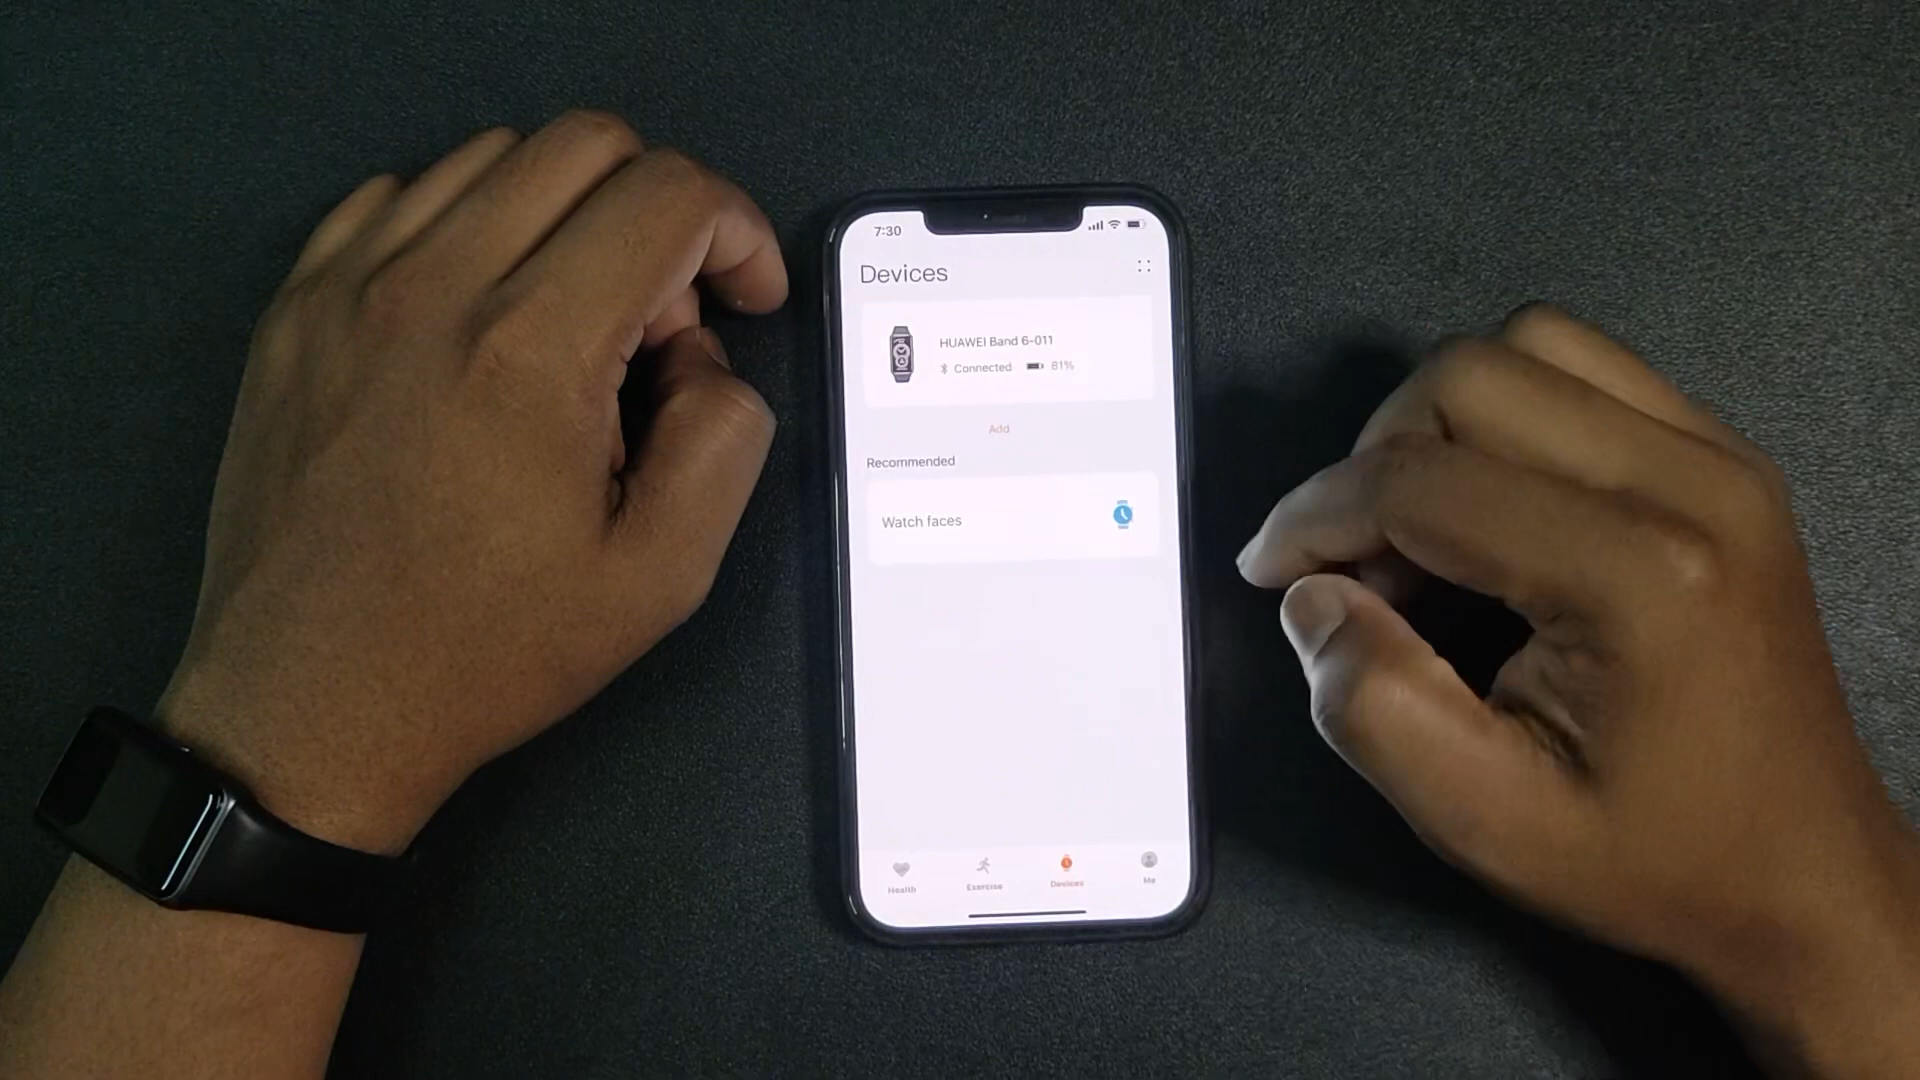 7:30
Devices
HUAWEI Band 6-011
Connected 81%
Add
Recommended
Watch faces
Health Exercise Devices Me